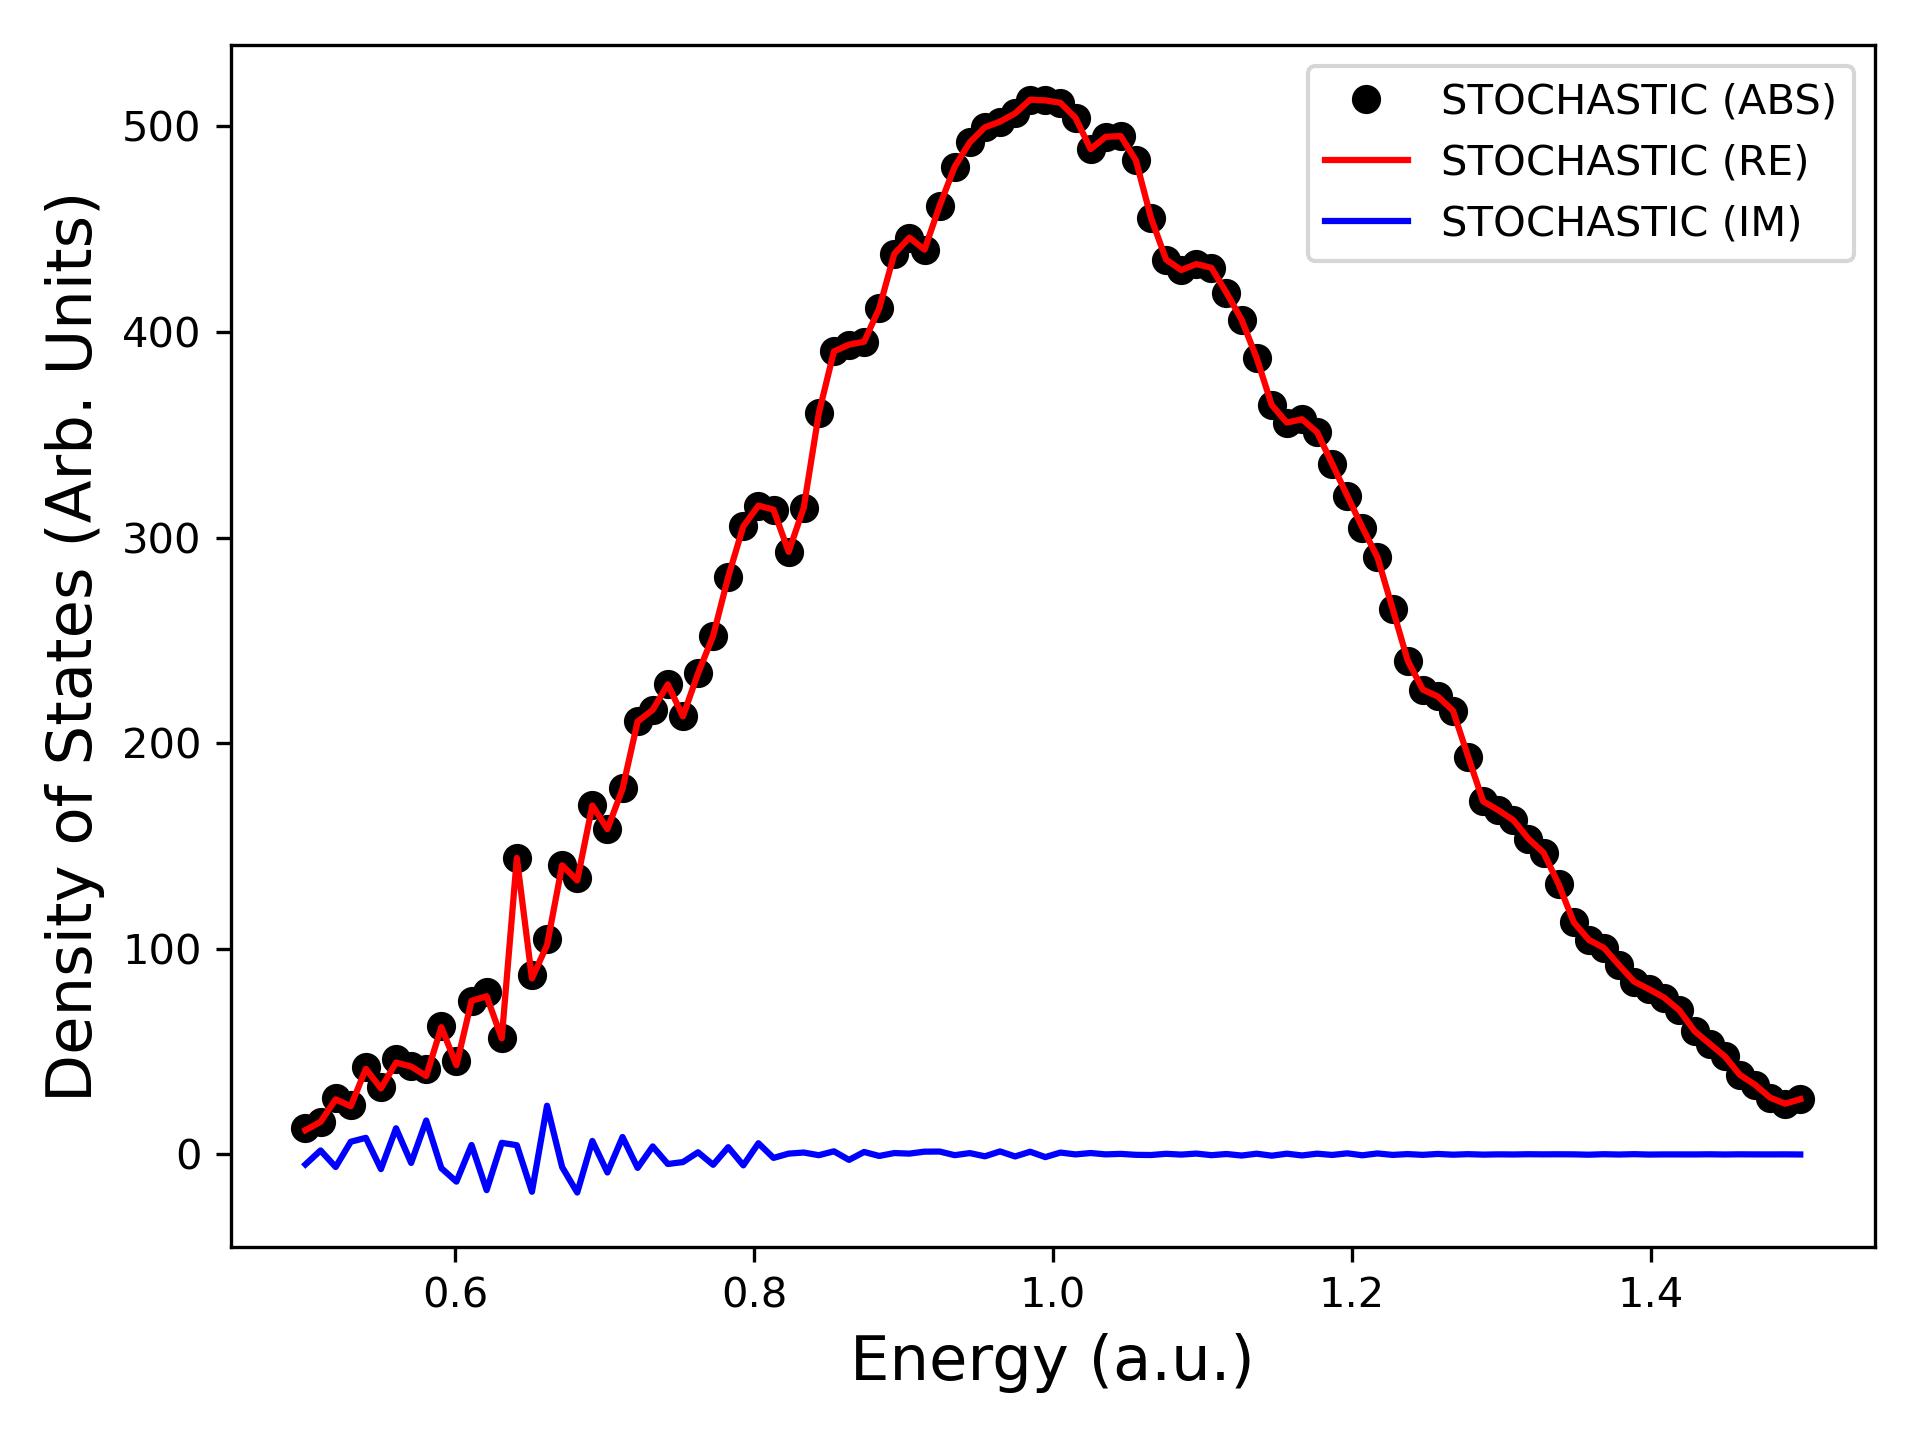 STOCHASTIC (ABS)
STOCHASTIC (RE)
STOCHASTIC (IM)
Density of States (Arb. Units)
500
400
300
200
100
0
0.6
0.8
1.0
1.2
1.4
Energy (a.u.)